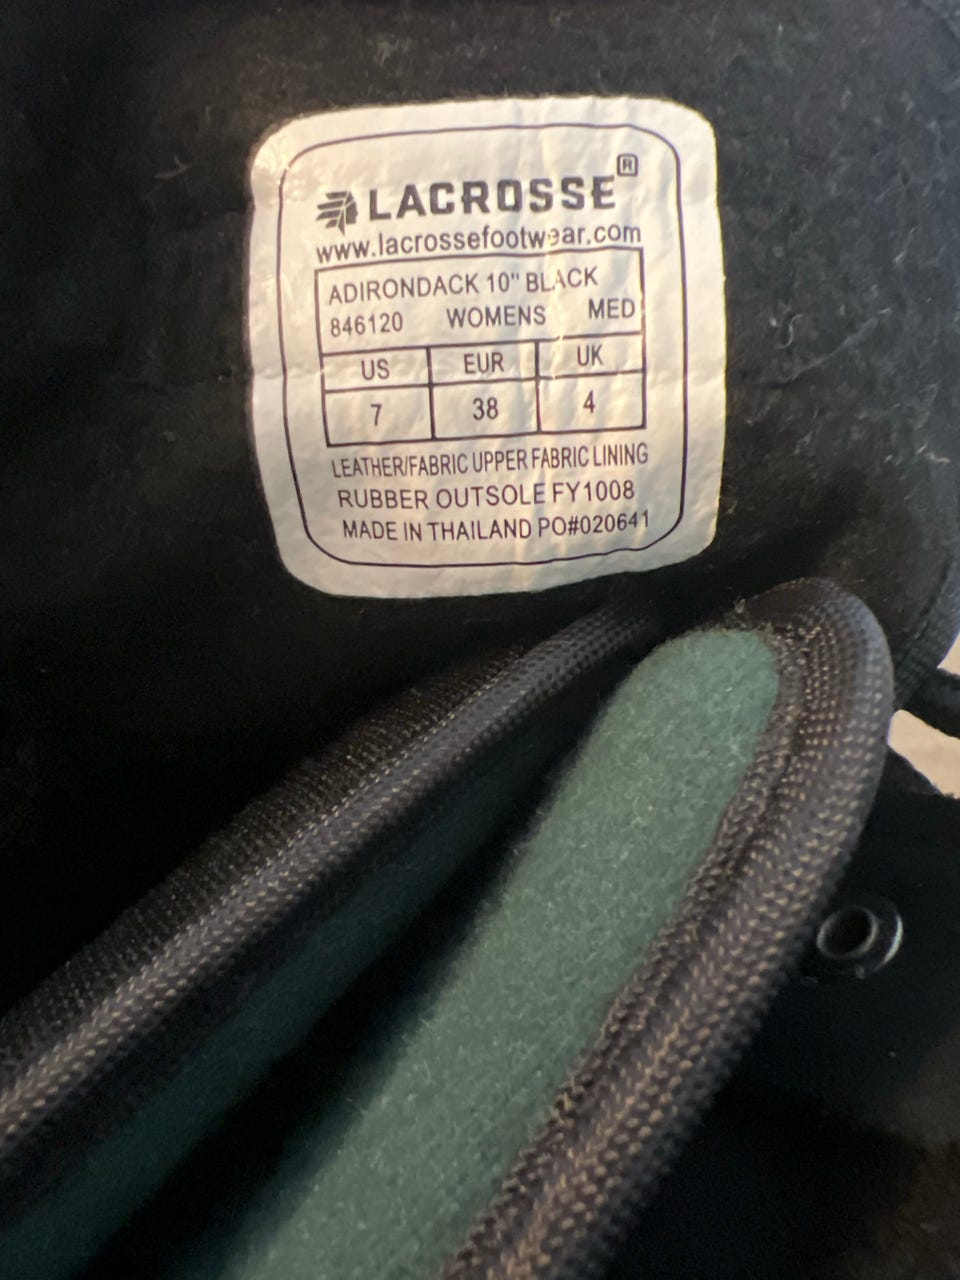 LACROSSE®
www.lacrossefootwear.com
ADIRONDACK 10" BLACK
846120 WOMENS MED
US EUR UK
7 38 4
LEATHER/FABRIC UPPER FABRIC LINING
RUBBER OUTSOLE FY1008
MADE IN THAILAND PO#020641